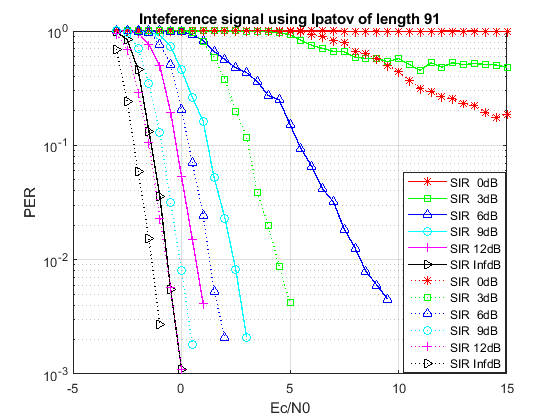 Inteference signal using Ipatov of length 91
PER
10^0
10^-1
10^-2
10^-3
-5
0
5
10
15
Ec/N0
SIR 0dB
SIR 3dB
SIR 6dB
SIR 9dB
SIR 12dB
SIR InfdB
SIR 0dB
SIR 3dB
SIR 6dB
SIR 9dB
SIR 12dB
SIR InfdB